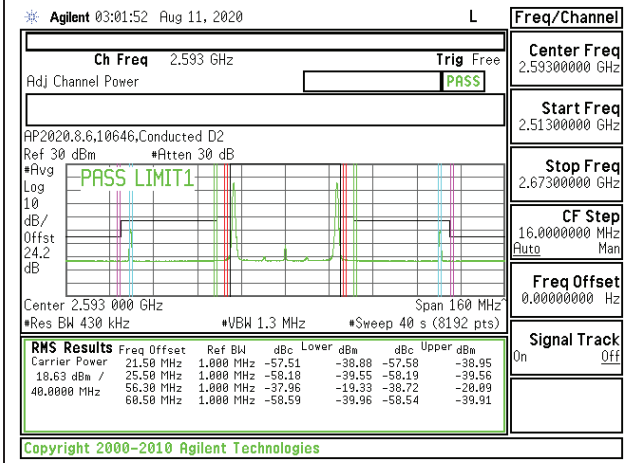 Agilent 03:01:52 Aug 11, 2020 L
Freq/Channel
Ch Freq 2.593 GHz Trig Free
Adj Channel Power PASS
AP2020.8.6,10646,Conducted D2
Ref 30 dBm #Atten 30 dB
#Avg
Log
10
dB/
Offst
24.2
dB
PASS LIMIT1
Center 2.593 000 GHz Span 160 MHz^
#Res BW 430 kHz #VBW 1.3 MHz #Sweep 40 s (8192 pts)
RMS Results Freq Offset Ref BW dBc Lower dBm dBc Upper dBm
Carrier Power 21.50 MHz 1.000 MHz -57.51 -38.88 -57.58 -38.95
18.63 dBm / 25.50 MHz 1.000 MHz -58.18 -39.55 -58.19 -39.56
40.0000 MHz 56.30 MHz 1.000 MHz -37.96 -19.33 -38.72 -20.09
60.50 MHz 1.000 MHz -58.59 -39.96 -58.54 -39.91
Copyright 2000-2010 Agilent Technologies
Center Freq
2.59300000 GHz
Start Freq
2.51300000 GHz
Stop Freq
2.67300000 GHz
CF Step
16.0000000 MHz
Auto Man
Freq Offset
0.00000000 Hz
Signal Track
On Off